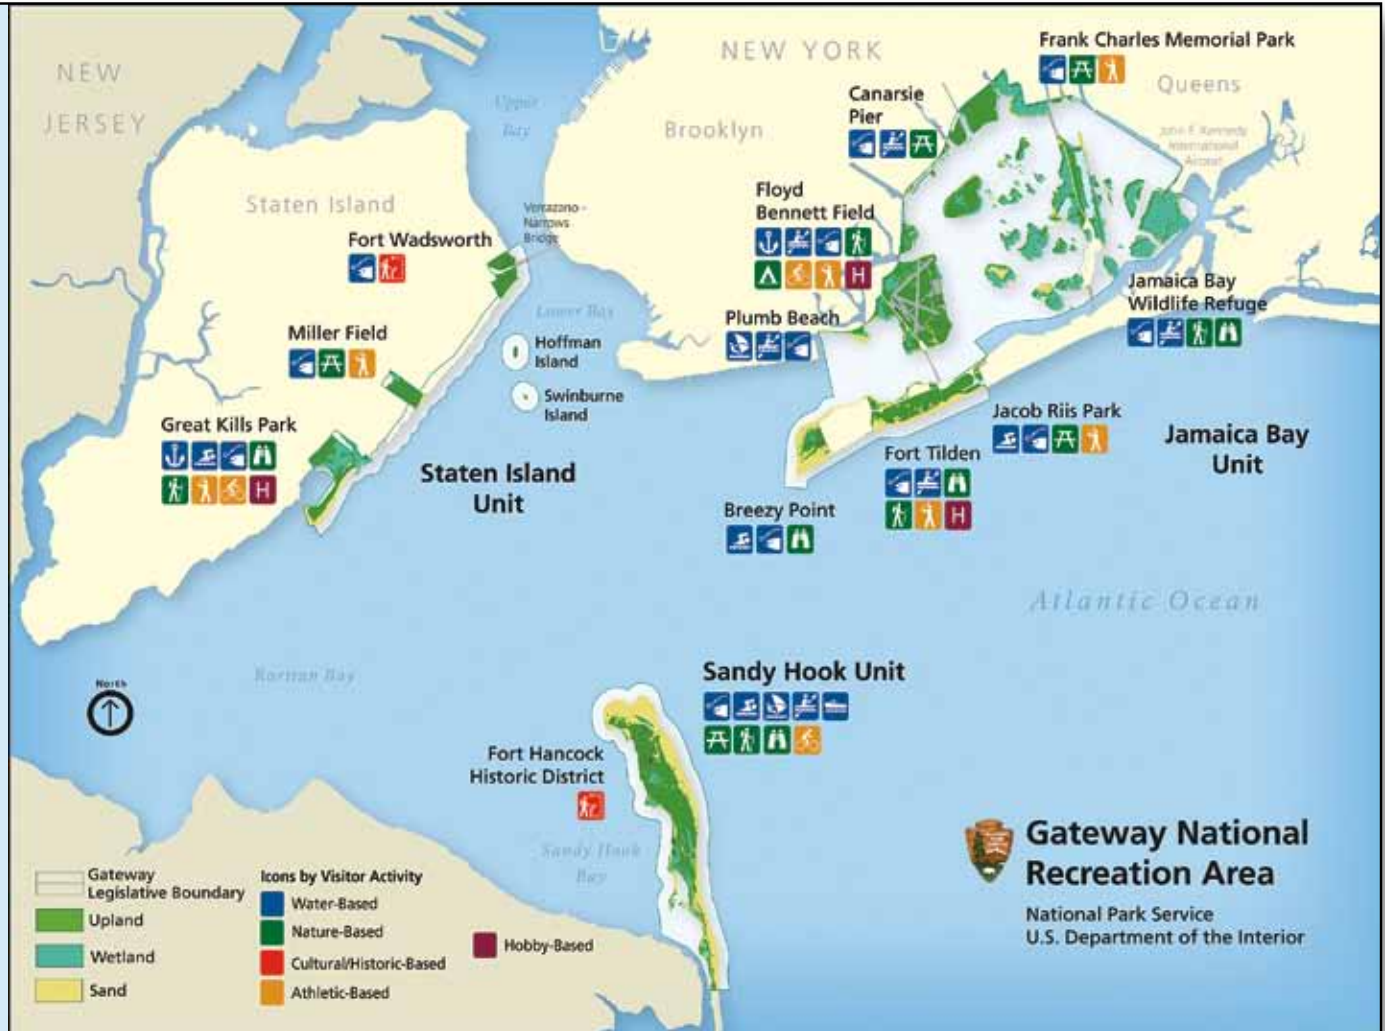 NEW
JERSEY
NEW YORK
Upper
Bay
Brooklyn
Queens
Frank Charles Memorial Park
Canarsie
Pier
John F. Kennedy
International
Airport
Staten Island
Verrazano -
Narrows
Bridge
Fort Wadsworth
Floyd
Bennett Field
H
Lower Bay
Jamaica Bay
Wildlife Refuge
Miller Field
Hoffman
Island
Plumb Beach
Swinburne
Island
Great Kills Park
H
Staten Island
Unit
Jacob Riis Park
Jamaica Bay
Unit
Fort Tilden
H
Breezy Point
Atlantic Ocean
Raritan Bay
North
Sandy Hook Unit
Fort Hancock
Historic District
Sandy Hook
Bay
Gateway
Legislative Boundary
Upland
Wetland
Sand
Icons by Visitor Activity
Water-Based
Nature-Based
Cultural/Historic-Based
Athletic-Based
Hobby-Based
Gateway National
Recreation Area
National Park Service
U.S. Department of the Interior